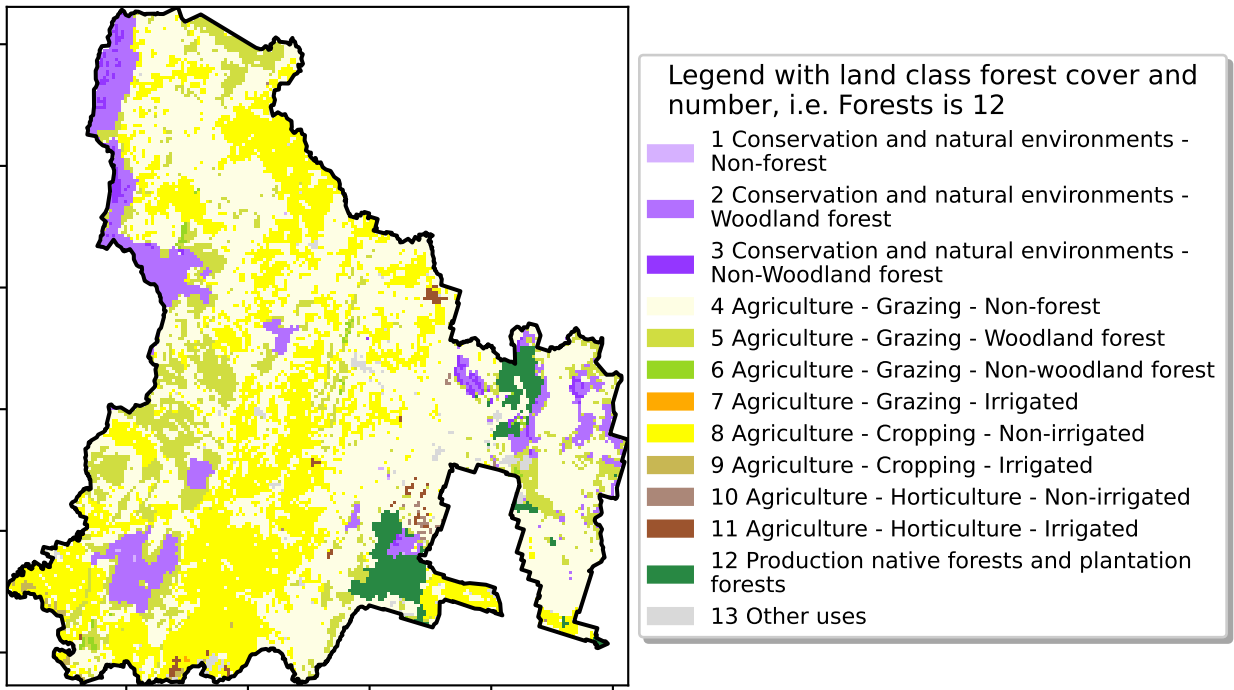 Legend with land class forest cover and
number, i.e. Forests is 12
1 Conservation and natural environments -
Non-forest
2 Conservation and natural environments -
Woodland forest
3 Conservation and natural environments -
Non-Woodland forest
4 Agriculture - Grazing - Non-forest
5 Agriculture - Grazing - Woodland forest
6 Agriculture - Grazing - Non-woodland forest
7 Agriculture - Grazing - Irrigated
8 Agriculture - Cropping - Non-irrigated
9 Agriculture - Cropping - Irrigated
10 Agriculture - Horticulture - Non-irrigated
11 Agriculture - Horticulture - Irrigated
12 Production native forests and plantation
forests
13 Other uses